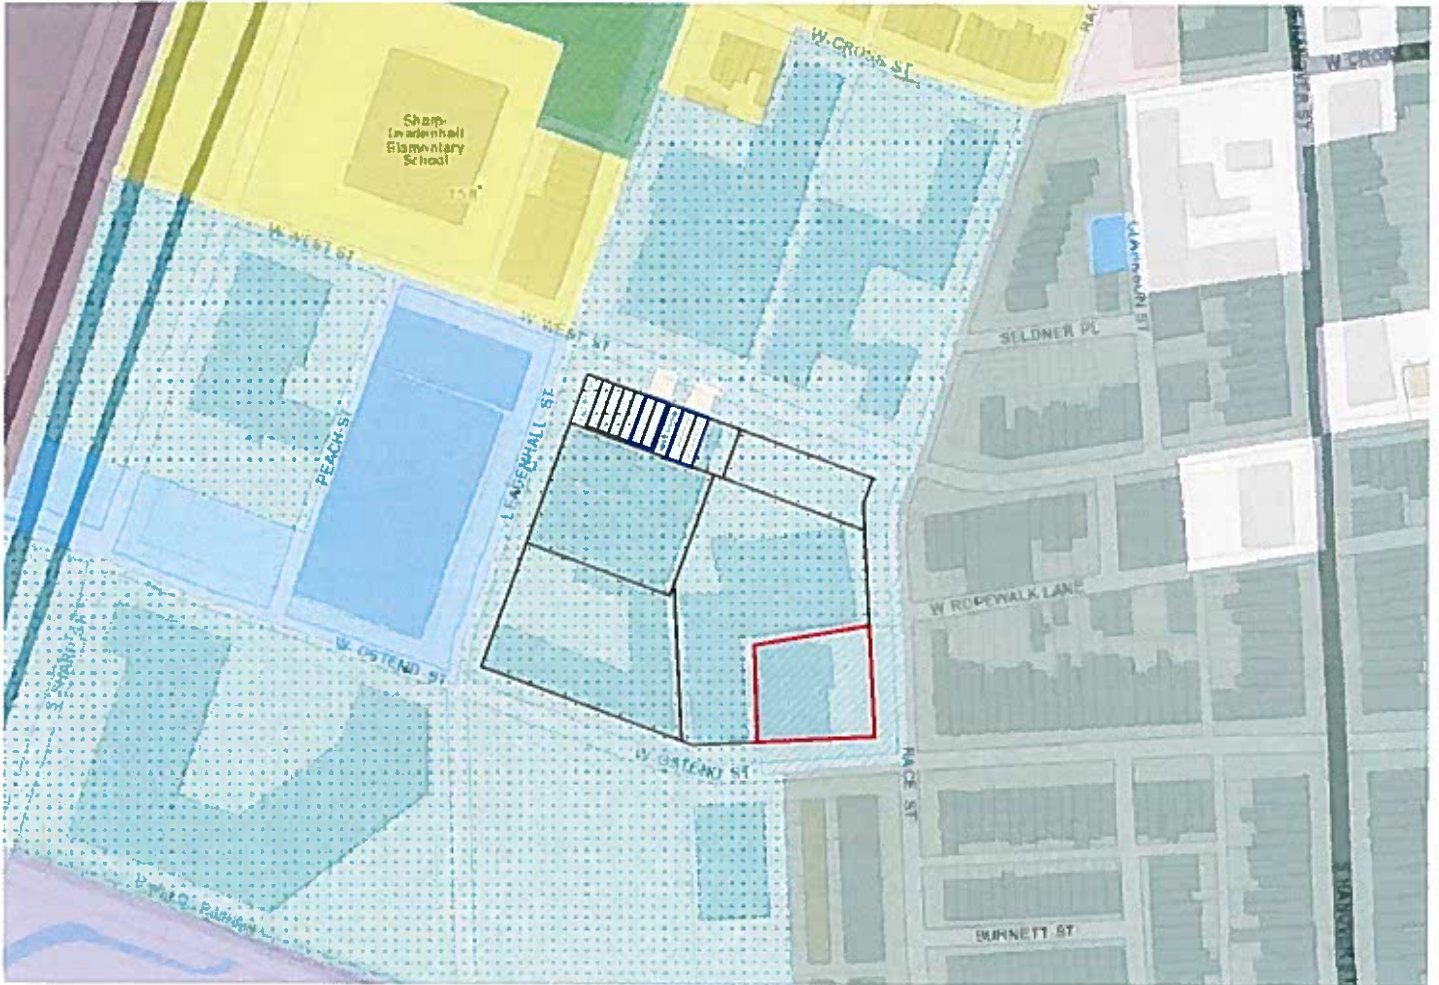 W CROSS ST
W CROSS
Sharp-
Leadenhall
Elementary
School
W WEST ST
W WEST ST
SELDNER PL
PEACH ST
LEADENHALL ST
W ROPEWALK LANE
W OSTEND ST
W OSTEND ST
RACE ST
BURNETT ST